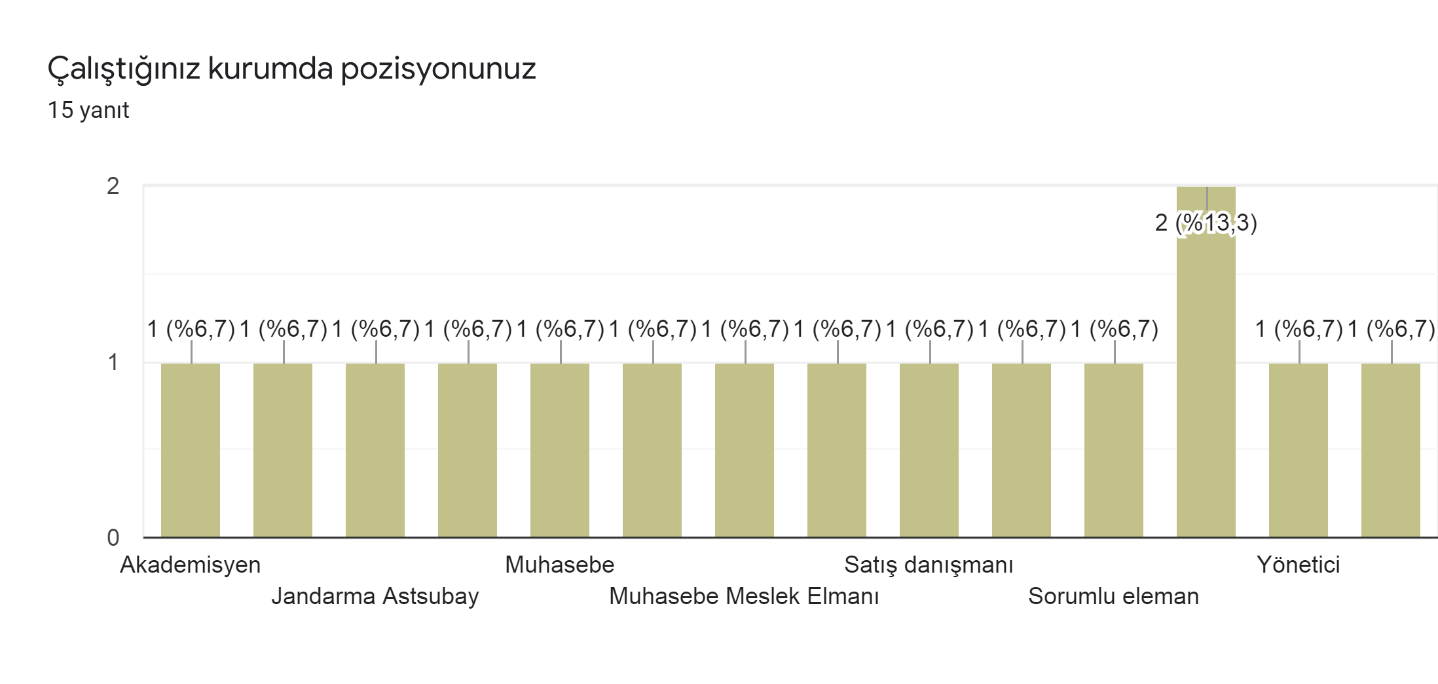 Çalıştığınız kurumda pozisyonunuz
15 yanıt
2
2 (%13,3)
1 (%6,7) 1 (%6,7) 1 (%6,7) 1 (%6,7) 1 (%6,7) 1 (%6,7) 1 (%6,7) 1 (%6,7) 1 (%6,7) 1 (%6,7) 1 (%6,7) 1 (%6,7) 1 (%6,7)
1
0
Akademisyen Muhasebe Satış danışmanı Yönetici
Jandarma Astsubay Muhasebe Meslek Elmanı Sorumlu eleman